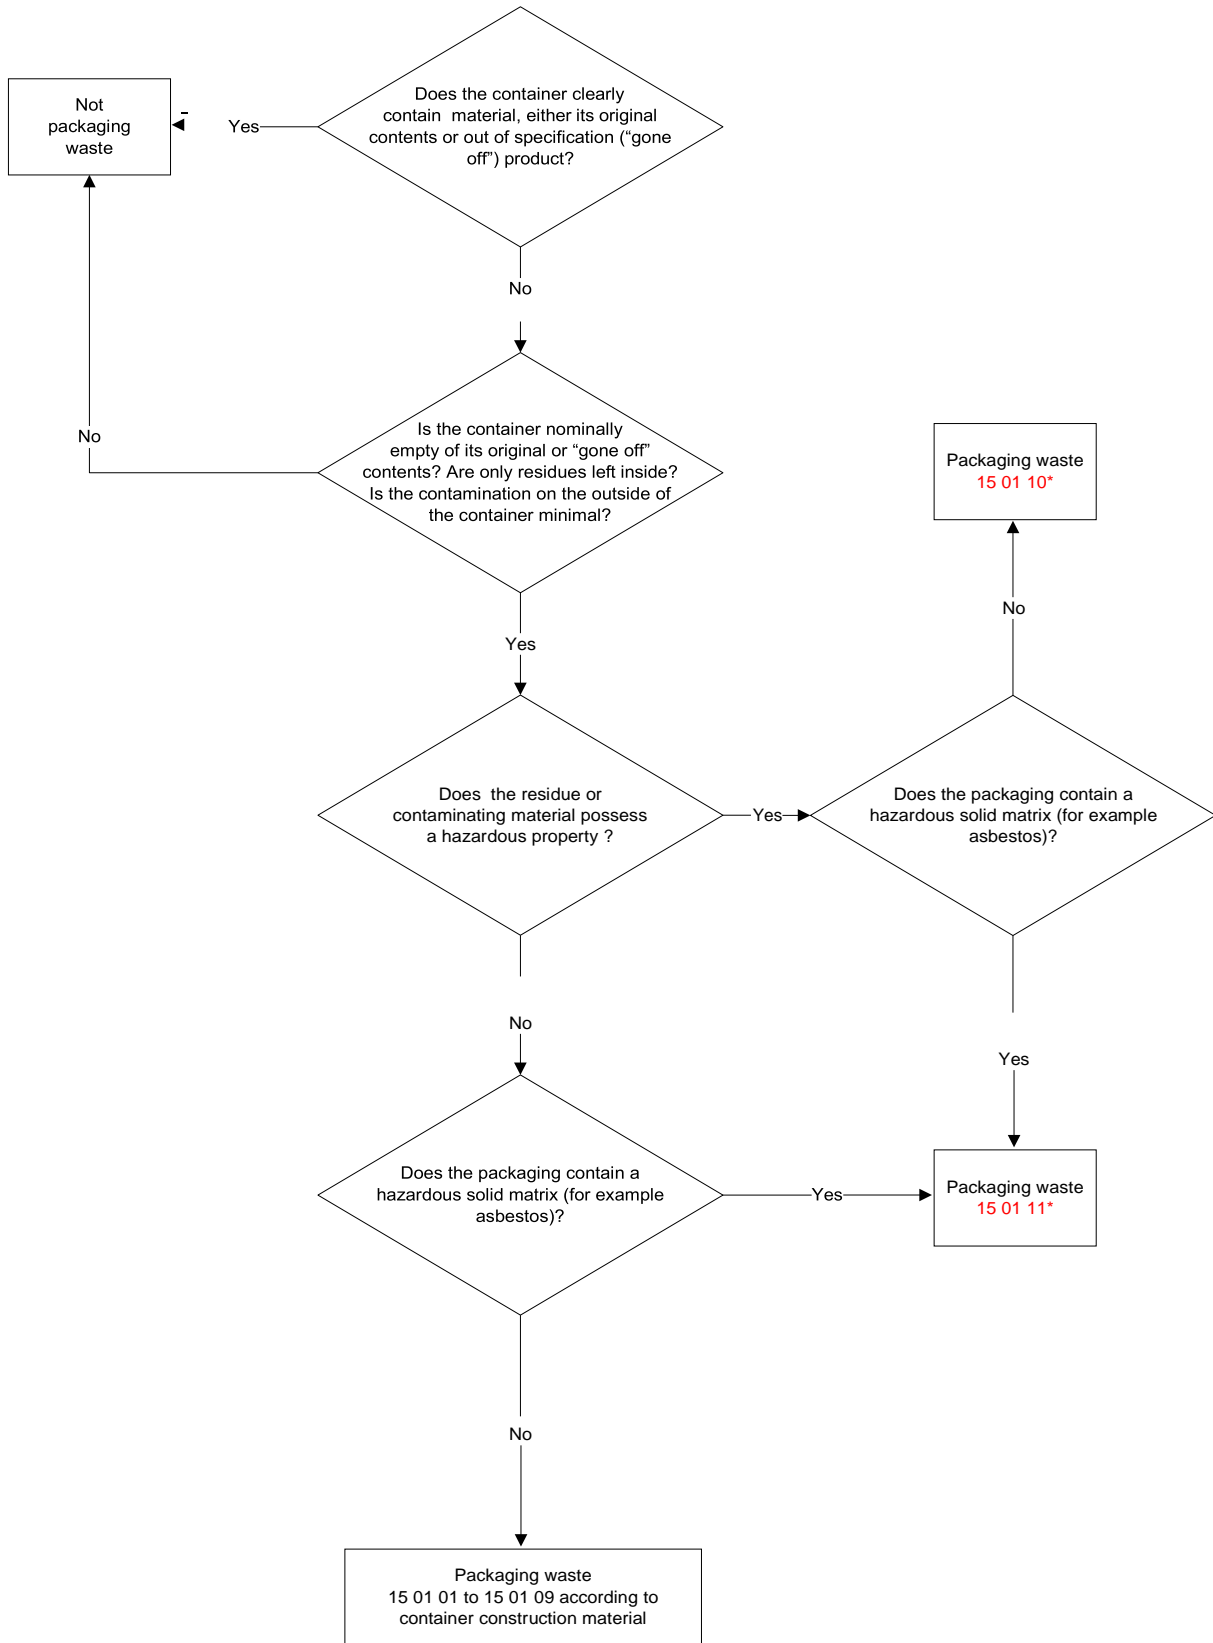 Does the container clearly
contain  material, either its original
contents or out of specification (“gone
off”) product?
Not
packaging
waste
Yes
No
Is the container nominally
empty of its original or “gone off”
contents? Are only residues left inside?
Is the contamination on the outside of
the container minimal?
No
Packaging waste
15 01 10*
No
Yes
Does  the residue or
contaminating material possess
a hazardous property ?
Yes
Does the packaging contain a
hazardous solid matrix (for example
asbestos)?
No
Yes
Does the packaging contain a
hazardous solid matrix (for example
asbestos)?
Yes
Packaging waste
15 01 11*
No
Packaging waste
15 01 01 to 15 01 09 according to
container construction material